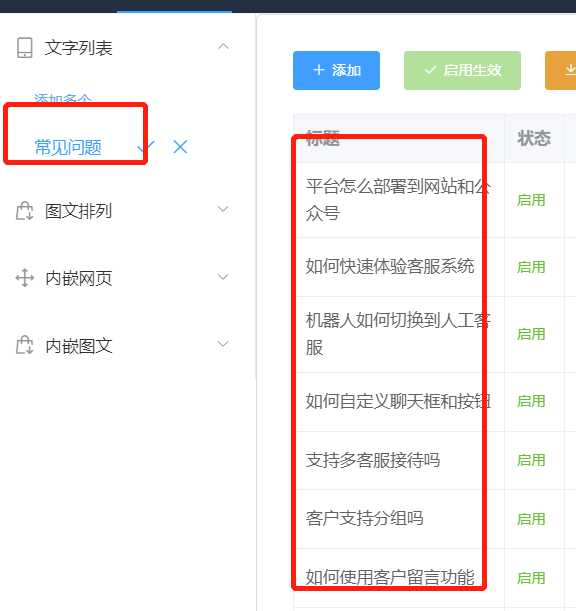 文字列表
添加多个
常见问题
图文排列
内嵌网页
内嵌图文
添加
启用生效
标题
状态
平台怎么部署到网站和公
众号
启用
如何快速体验客服系统
启用
机器人如何切换到人工客
服
启用
如何自定义聊天框和按钮
启用
支持多客服接待吗
启用
客户支持分组吗
启用
如何使用客户留言功能
启用